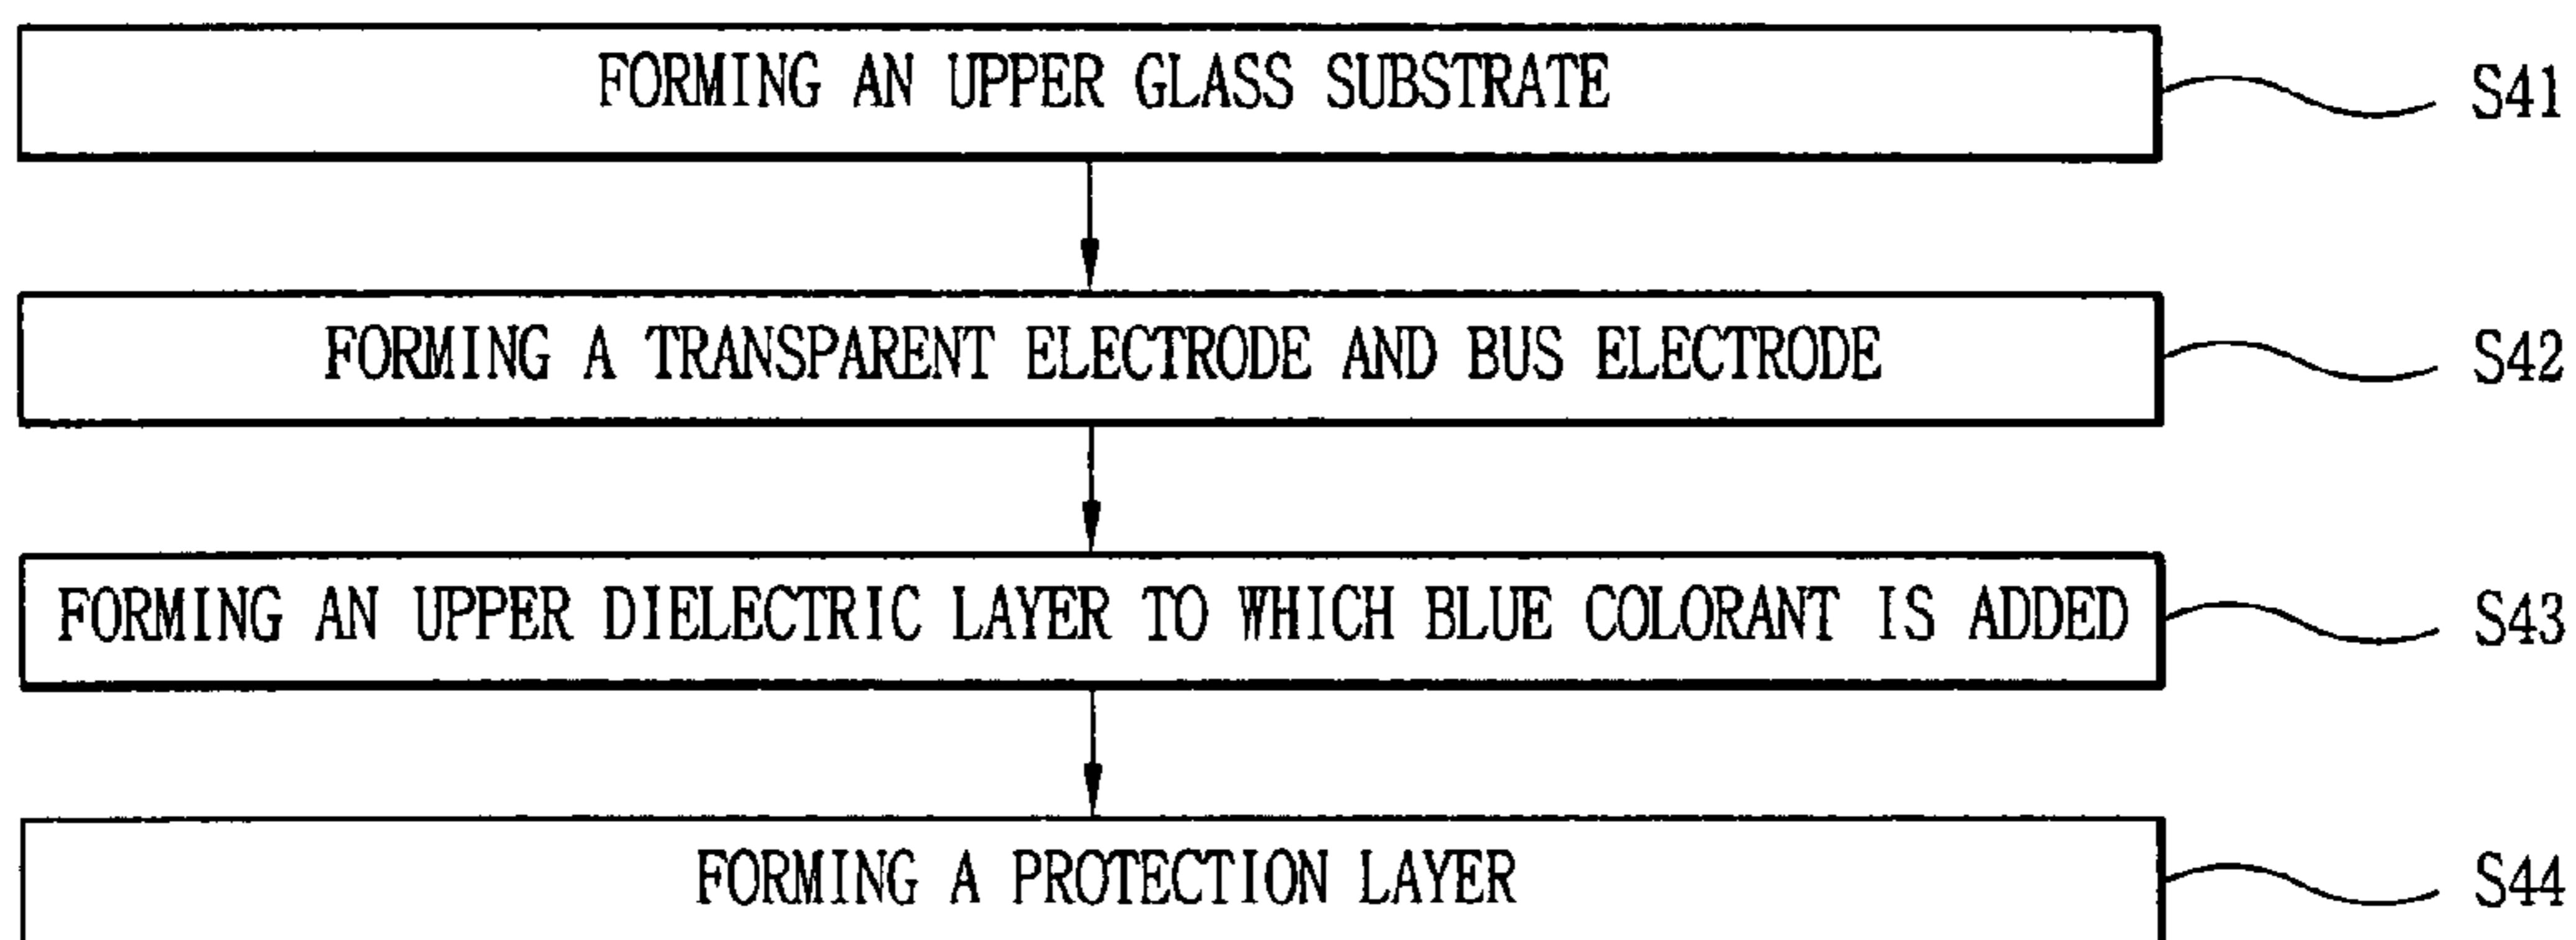 FORMING AN UPPER GLASS SUBSTRATE S41
FORMING A TRANSPARENT ELECTRODE AND BUS ELECTRODE S42
FORMING AN UPPER DIELECTRIC LAYER TO WHICH BLUE COLORANT IS ADDED S43
FORMING A PROTECTION LAYER S44